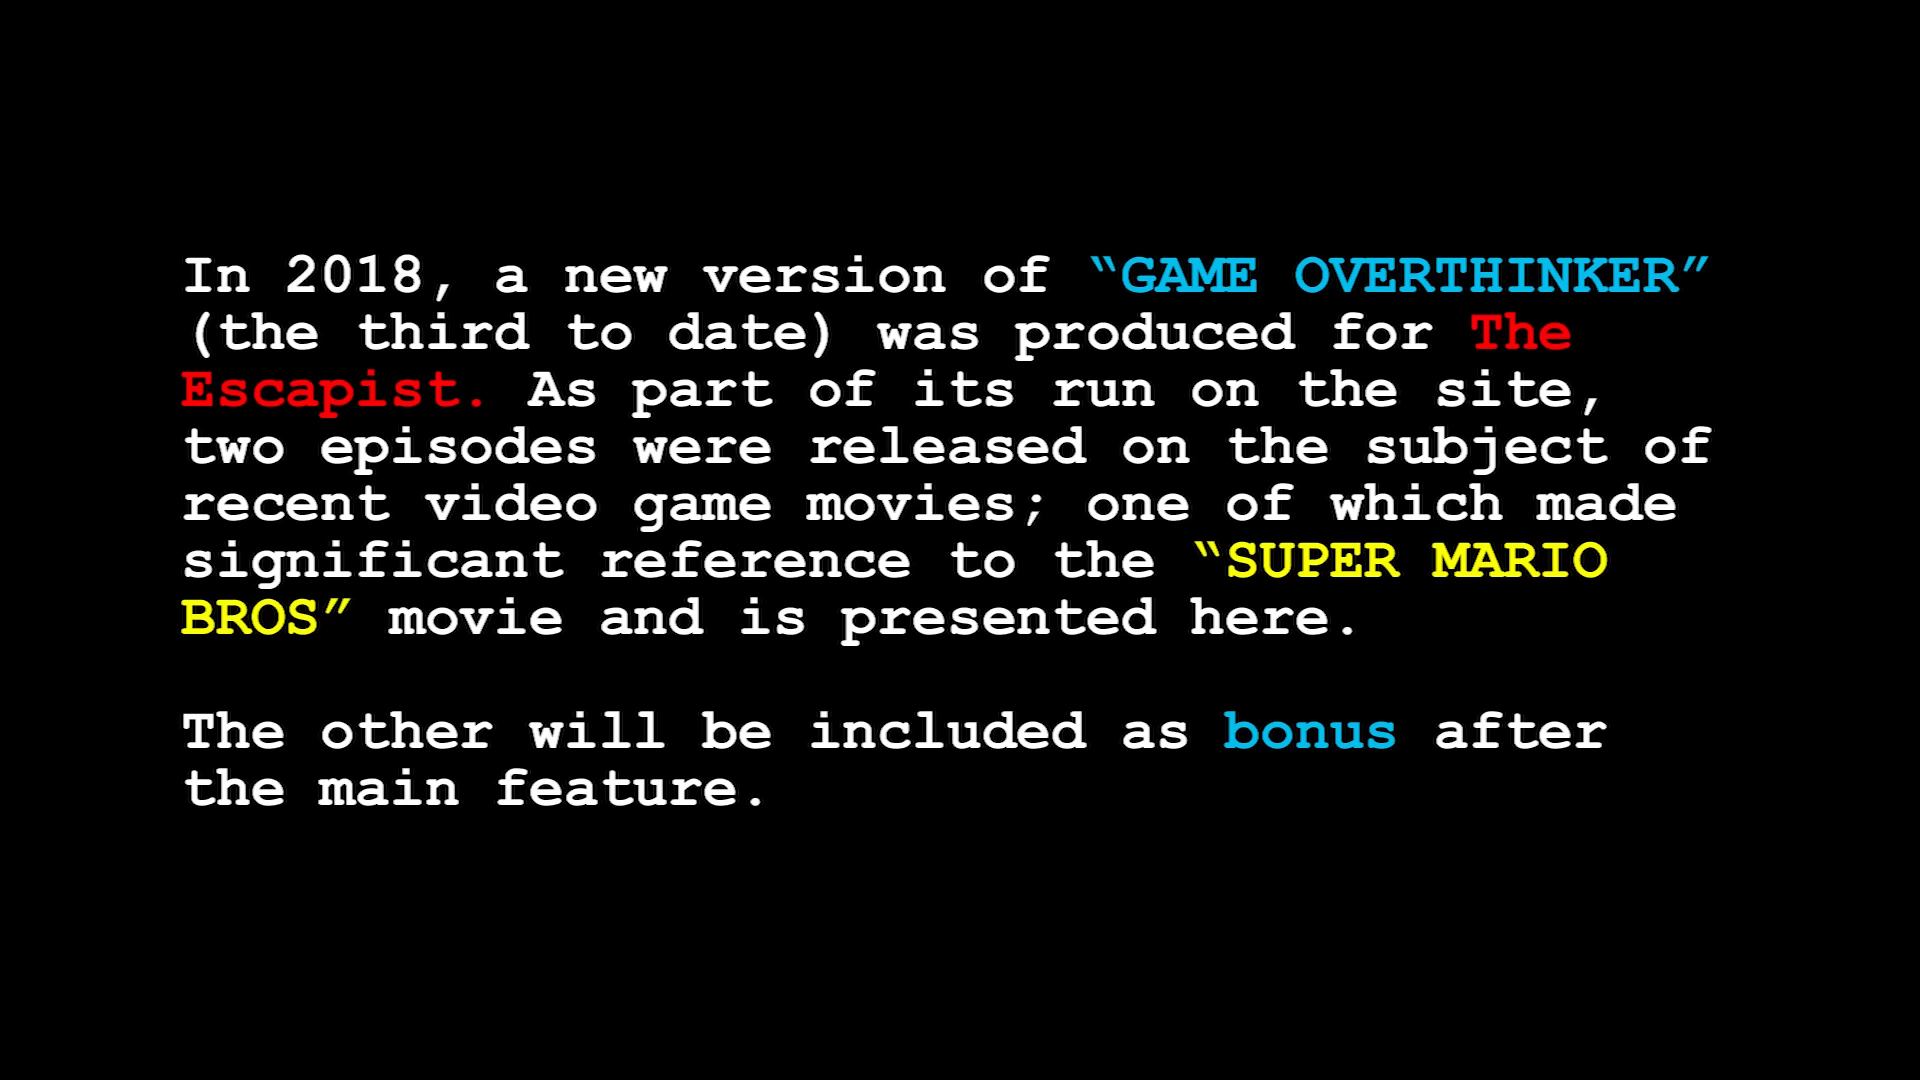 In 2018, a new version of “GAME OVERTHINKER”
(the third to date) was produced for The
Escapist. As part of its run on the site,
two episodes were released on the subject of
recent video game movies; one of which made
significant reference to the “SUPER MARIO
BROS” movie and is presented here.
The other will be included as bonus after
the main feature.